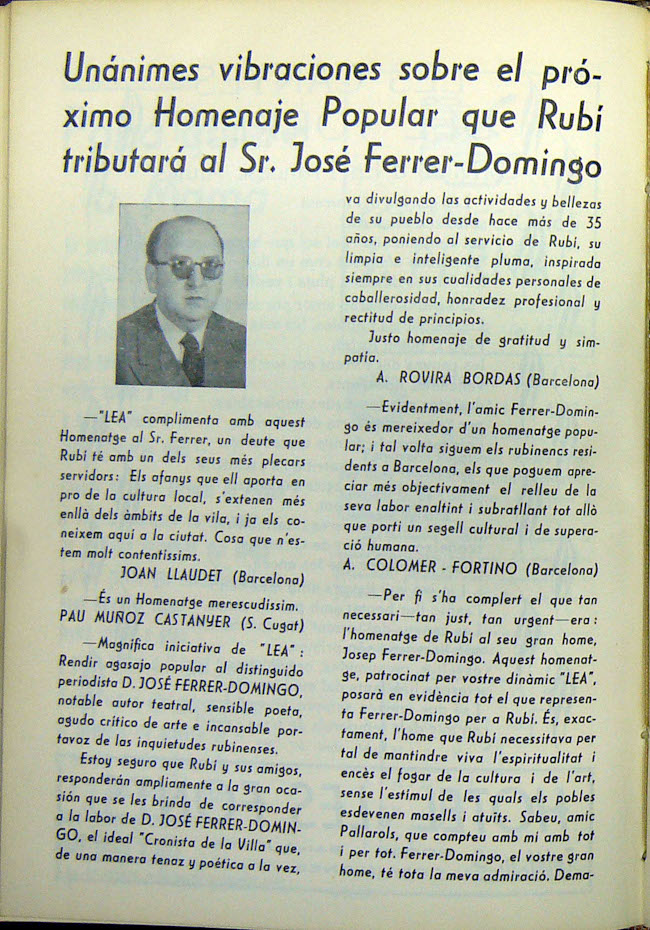 Unánimes vibraciones sobre el pró-
ximo Homenaje Popular que Rubí
tributará al Sr. José Ferrer-Domingo
—"LEA" complimenta amb aquest
Homenatge al Sr. Ferrer, un deute que
Rubí té amb un dels seus més plecars
servidors: Els afanys que ell aporta en
pro de la cultura local, s'extenen més
enllà dels àmbits de la vila, i ja els co-
neixem aquí a la ciutat. Cosa que n'es-
tem molt contentíssims.
JOAN LLAUDET (Barcelona)
—És un Homenatge merescudíssim.
PAU MUÑOZ CASTANYER (S. Cugat)
—Magnífica iniciativa de "LEA":
Rendir agasajo popular al distinguido
periodista D. JOSÉ FERRER-DOMINGO,
notable autor teatral, sensible poeta,
agudo crítico de arte e incansable por-
tavoz de las inquietudes rubinenses.
Estoy seguro que Rubí y sus amigos,
responderán ampliamente a la gran oca-
sión que se les brinda de corresponder
a la labor de D. JOSÉ FERRER-DOMIN-
GO, el ideal "Cronista de la Villa" que,
de una manera tenaz y poética a la vez,
va divulgando las actividades y bellezas
de su pueblo desde hace más de 35
años, poniendo al servicio de Rubí, su
limpia e inteligente pluma, inspirada
siempre en sus cualidades personales de
caballerosidad, honradez profesional y
rectitud de principios.
Justo homenaje de gratitud y sim-
patía.
A. ROVIRA BORDAS (Barcelona)
—Evidentment, l'amic Ferrer-Domin-
go és mereixedor d'un homenatge popu-
lar; i tal volta siguem els rubinencs resi-
dents a Barcelona, els que poguem apre-
ciar més objectivament el relleu de la
seva labor enaltint i subratllant tot allò
que porti un segell cultural i de supera-
ció humana.
A. COLOMER - FORTINO (Barcelona)
—Per fi s'ha complert el que tan
necessari—tan just, tan urgent—era:
l'homenatge de Rubí al seu gran home,
Josep Ferrer-Domingo. Aquest homenat-
ge, patrocinat per vostre dinàmic "LEA",
posarà en evidència tot el que represen-
ta Ferrer-Domingo per a Rubí. És, exac-
tament, l'home que Rubí necessitava per
tal de mantindre viva l'espiritualitat i
encès el fogar de la cultura i de l'art,
sense l'estímul de les quals els pobles
esdevenen masells i atuïts. Sabeu, amic
Pallarols, que compteu amb mi amb tot
i per tot. Ferrer-Domingo, el vostre gran
home, té tota la meva admiració. Dema-